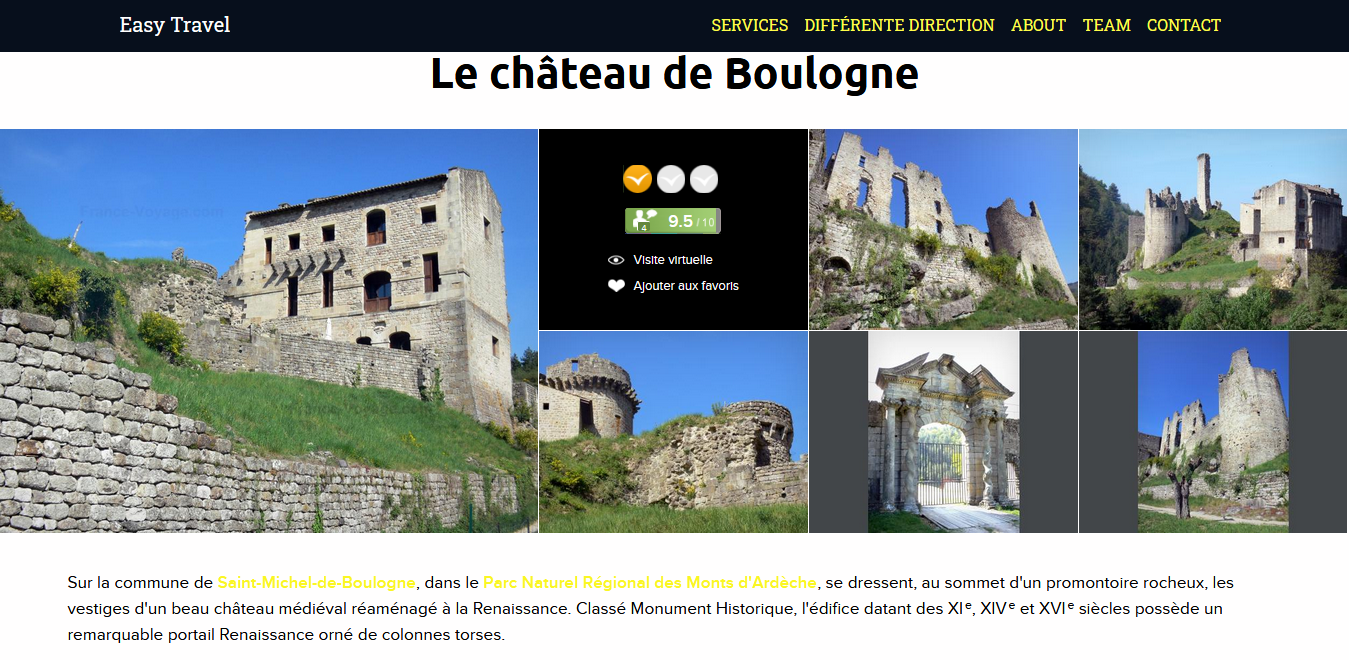 Easy Travel
SERVICES DIFFÉRENTE DIRECTION ABOUT TEAM CONTACT
Le château de Boulogne
France-Voyage.com
4 9.5 / 10
Visite virtuelle
Ajouter aux favoris
Sur la commune de Saint-Michel-de-Boulogne, dans le Parc Naturel Régional des Monts d'Ardèche, se dressent, au sommet d'un promontoire rocheux, les
vestiges d'un beau château médiéval réaménagé à la Renaissance. Classé Monument Historique, l'édifice datant des XIᵉ, XIVᵉ et XVIᵉ siècles possède un
remarquable portail Renaissance orné de colonnes torses.